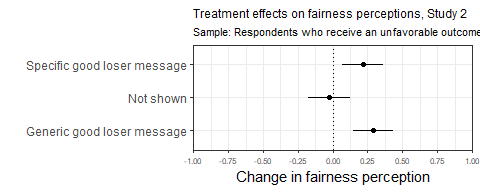 Treatment effects on fairness perceptions, Study 2
Sample: Respondents who receive an unfavorable outcome
Specific good loser message
Not shown
Generic good loser message
-1.00 -0.75 -0.50 -0.25 0.00 0.25 0.50 0.75 1.00
Change in fairness perception